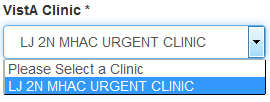 VistA Clinic *
LJ 2N MHAC URGENT CLINIC
Please Select a Clinic
LJ 2N MHAC URGENT CLINIC